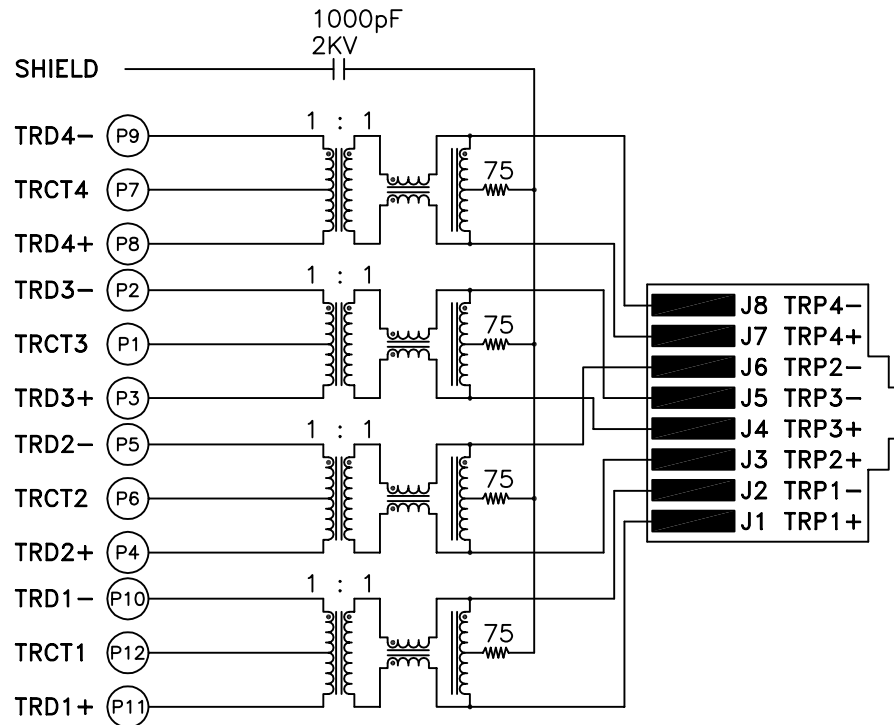 1000pF
2KV
SHIELD
1 : 1
TRD4- P9
75
TRCT4 P7
TRD4+ P8
1 : 1
TRD3- P2
J8 TRP4-
75
J7 TRP4+
TRCT3 P1
J6 TRP2-
J5 TRP3-
TRD3+ P3
J4 TRP3+
1 : 1
TRD2- P5
J3 TRP2+
75
J2 TRP1-
TRCT2 P6
J1 TRP1+
TRD2+ P4
1 : 1
TRD1- P10
75
TRCT1 P12
TRD1+ P11